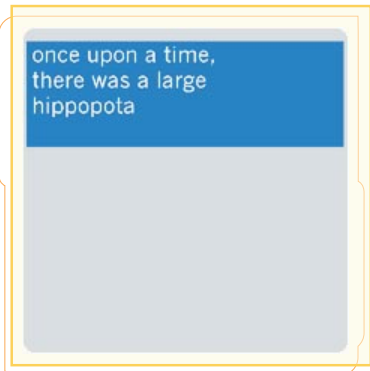 once upon a time,
there was a large
hippopota